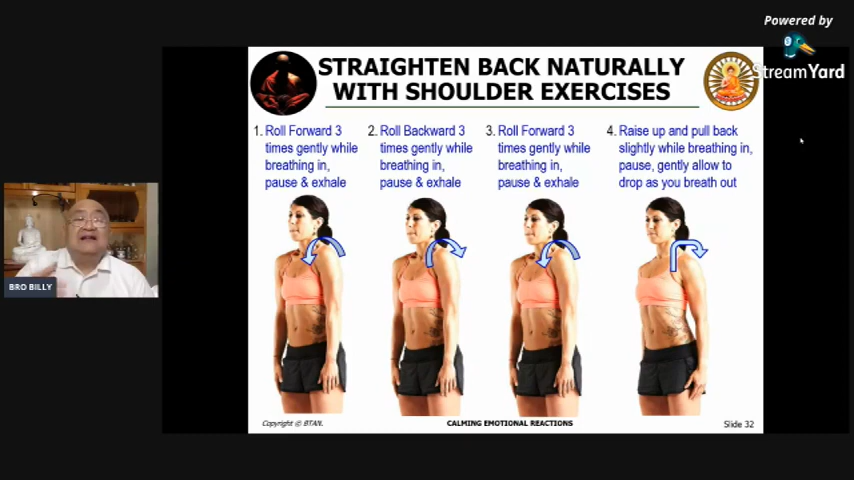 Powered by
StreamYard
STRAIGHTEN BACK NATURALLY
WITH SHOULDER EXERCISES
1. Roll Forward 3
times gently while
breathing in,
pause & exhale
2. Roll Backward 3
times gently while
breathing in,
pause & exhale
3. Roll Forward 3
times gently while
breathing in,
pause & exhale
4. Raise up and pull back
slightly while breathing in,
pause, gently allow to
drop as you breath out
BRO BILLY
Copyright © BTAN.
CALMING EMOTIONAL REACTIONS
Slide 32